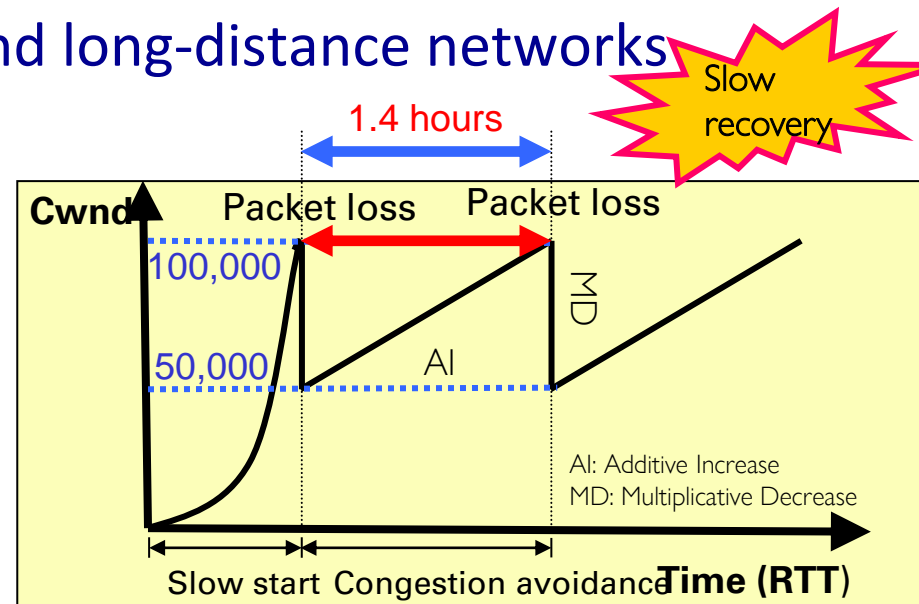 nd long-distance networks
Slow
recovery
1.4 hours
Cwnd
Packet loss
Packet loss
100,000
MD
50,000
AI
AI: Additive Increase
MD: Multiplicative Decrease
Slow start
Congestion avoidance
Time (RTT)